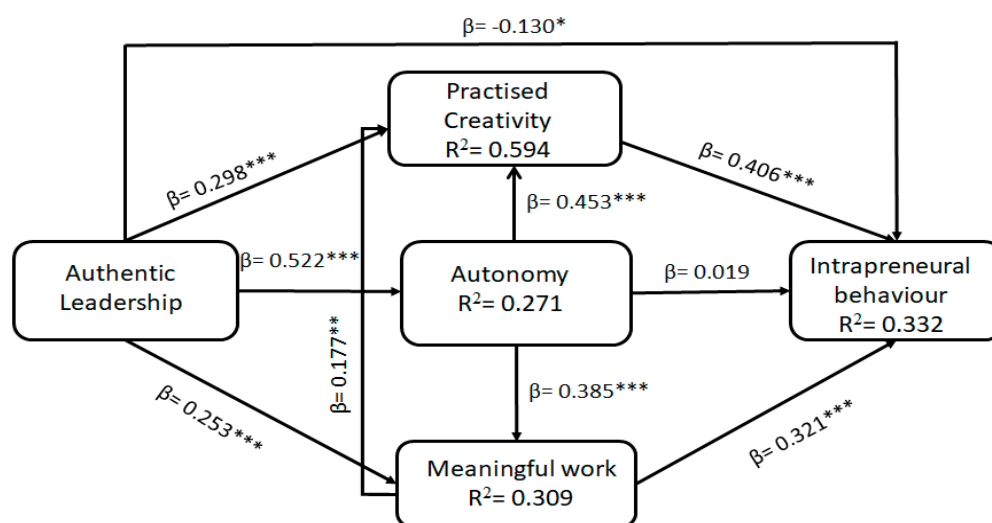 β= -0.130*
Practised
Creativity
R²= 0.594
β= 0.298***
β= 0.406***
β= 0.453***
Authentic
Leadership
β= 0.522***
Autonomy
R²= 0.271
β= 0.019
Intrapreneural
behaviour
R²= 0.332
β= 0.177**
β= 0.385***
β= 0.253***
β= 0.321***
Meaningful work
R²= 0.309